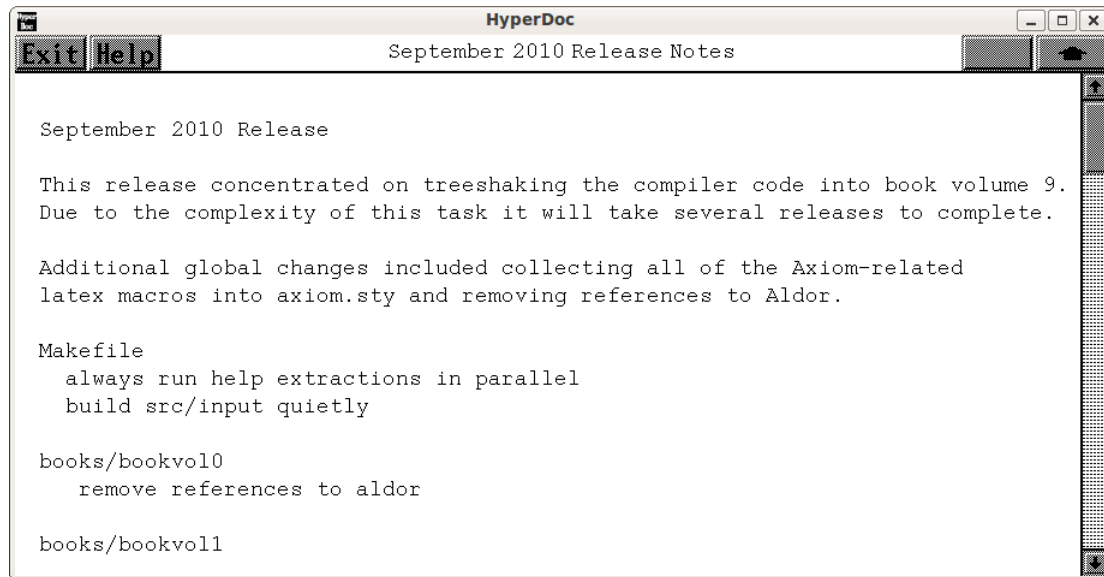 Hyper Doc
HyperDoc
Exit Help
September 2010 Release Notes
September 2010 Release
This release concentrated on treeshaking the compiler code into book volume 9.
Due to the complexity of this task it will take several releases to complete.
Additional global changes included collecting all of the Axiom-related
latex macros into axiom.sty and removing references to Aldor.
Makefile
always run help extractions in parallel
build src/input quietly
books/bookvol0
remove references to aldor
books/bookvol1